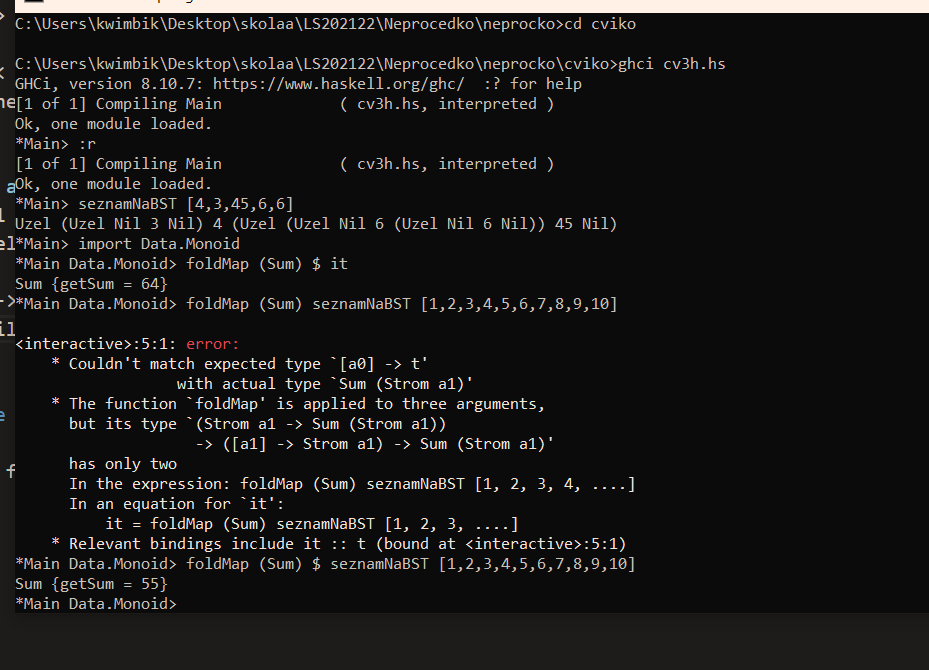 C:\Users\kwimbik\Desktop\skolaa\LS202122\Neprocedko\neprocko>cd cviko
C:\Users\kwimbik\Desktop\skolaa\LS202122\Neprocedko\neprocko\cviko>ghci cv3h.hs
GHCi, version 8.10.7: https://www.haskell.org/ghc/  :? for help
[1 of 1] Compiling Main             ( cv3h.hs, interpreted )
Ok, one module loaded.
*Main> :r
[1 of 1] Compiling Main             ( cv3h.hs, interpreted )
Ok, one module loaded.
*Main> seznamNaBST [4,3,45,6,6]
Uzel (Uzel Nil 3 Nil) 4 (Uzel (Uzel Nil 6 (Uzel Nil 6 Nil)) 45 Nil)
*Main> import Data.Monoid
*Main Data.Monoid> foldMap (Sum) $ it
Sum {getSum = 64}
*Main Data.Monoid> foldMap (Sum) seznamNaBST [1,2,3,4,5,6,7,8,9,10]
<interactive>:5:1: error:
    * Couldn't match expected type `[a0] -> t'
                  with actual type `Sum (Strom a1)'
    * The function `foldMap' is applied to three arguments,
      but its type `(Strom a1 -> Sum (Strom a1))
                    -> ([a1] -> Strom a1) -> Sum (Strom a1)'
      has only two
      In the expression: foldMap (Sum) seznamNaBST [1, 2, 3, 4, ....]
      In an equation for `it':
          it = foldMap (Sum) seznamNaBST [1, 2, 3, ....]
    * Relevant bindings include it :: t (bound at <interactive>:5:1)
*Main Data.Monoid> foldMap (Sum) $ seznamNaBST [1,2,3,4,5,6,7,8,9,10]
Sum {getSum = 55}
*Main Data.Monoid>